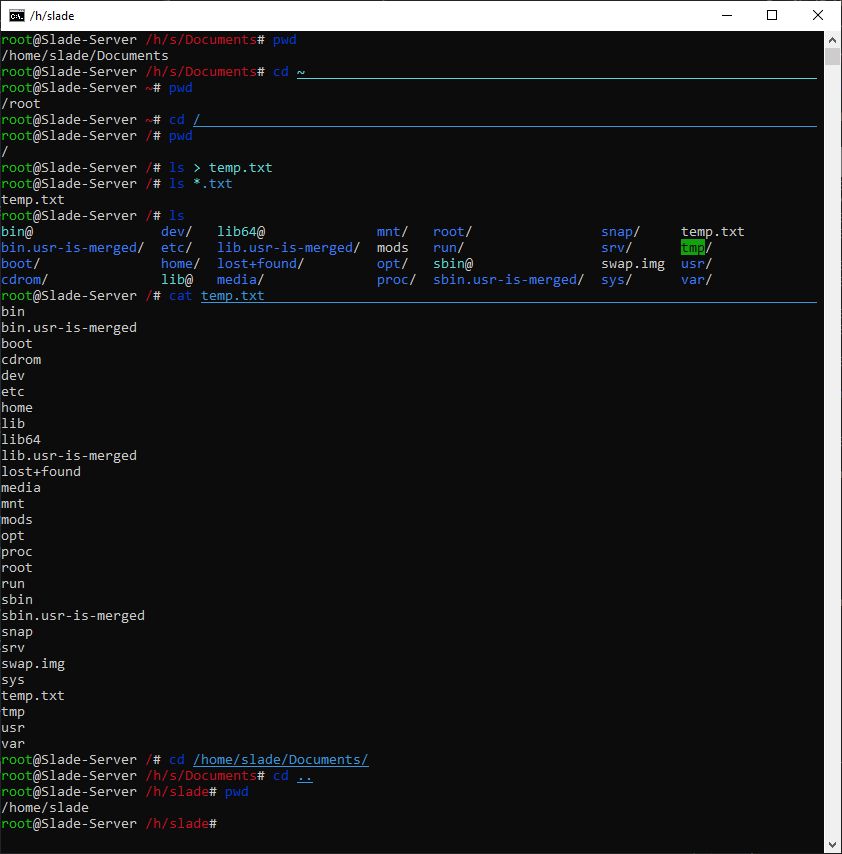 /h/slade
root@Slade-Server /h/s/Documents# pwd
/home/slade/Documents
root@Slade-Server /h/s/Documents# cd ~
root@Slade-Server ~# pwd
/root
root@Slade-Server ~# cd /
root@Slade-Server /# pwd
/
root@Slade-Server /# ls > temp.txt
root@Slade-Server /# ls *.txt
temp.txt
root@Slade-Server /# ls
bin@ dev/ lib64@ mnt/ root/ snap/ temp.txt
bin.usr-is-merged/ etc/ lib.usr-is-merged/ mods run/ srv/ tmp/
boot/ home/ lost+found/ opt/ sbin@ swap.img usr/
cdrom/ lib@ media/ proc/ sbin.usr-is-merged/ sys/ var/
root@Slade-Server /# cat temp.txt
bin
bin.usr-is-merged
boot
cdrom
dev
etc
home
lib
lib64
lib.usr-is-merged
lost+found
media
mnt
mods
opt
proc
root
run
sbin
sbin.usr-is-merged
snap
srv
swap.img
sys
temp.txt
tmp
usr
var
root@Slade-Server /# cd /home/slade/Documents/
root@Slade-Server /h/s/Documents# cd ..
root@Slade-Server /h/slade# pwd
/home/slade
root@Slade-Server /h/slade#